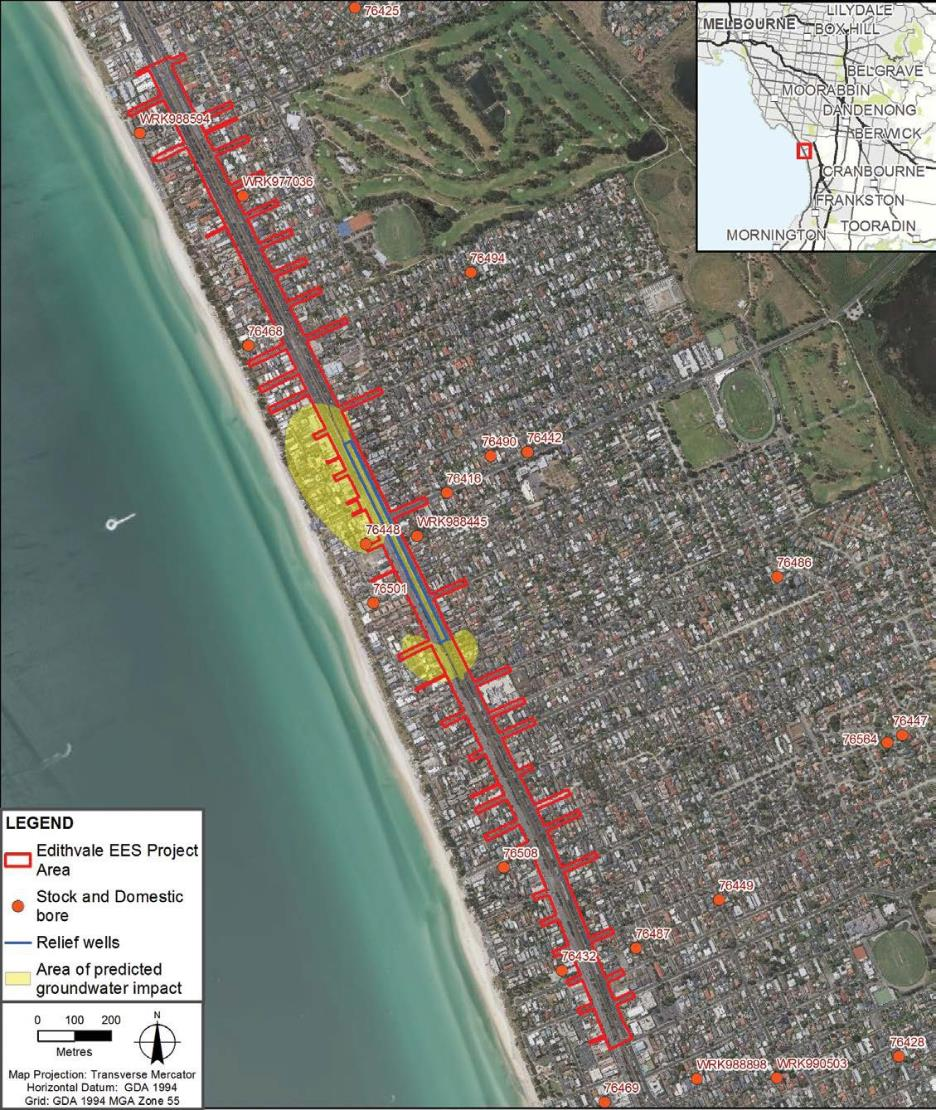 76425
MELBOURNE
LILYDALE
BOX HILL
BELGRAVE
MOORABBIN
DANDENONG
BERWICK
CRANBOURNE
FRANKSTON
TOORADIN
MORNINGTON
WRK988594
WRK977036
76494
76468
76490
76442
76416
76448
WRK988445
76486
76501
76447
76564
76508
76449
76487
76432
76428
WRK988898
WRK990503
76469
LEGEND
Edithvale EES Project
Area
Stock and Domestic
bore
Relief wells
Area of predicted
groundwater impact
0 100 200
Metres
N
Map Projection: Transverse Mercator
Horizontal Datum: GDA 1994
Grid: GDA 1994 MGA Zone 55